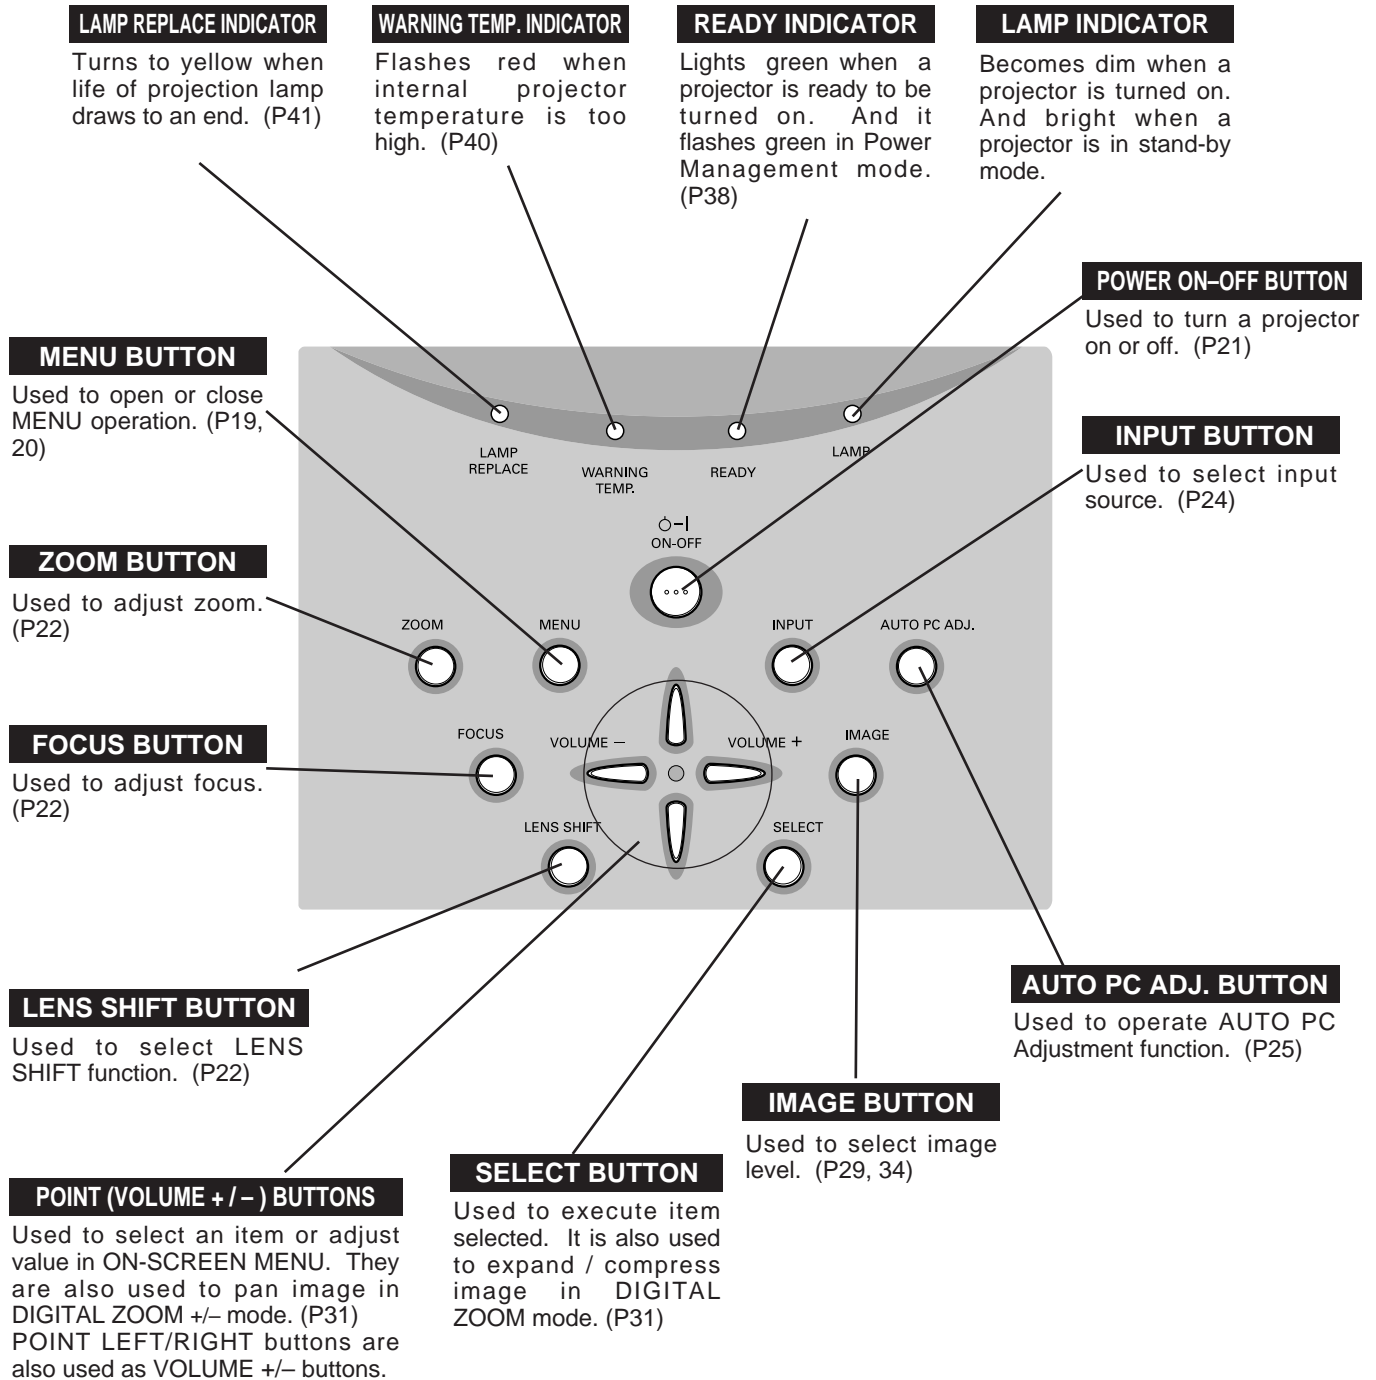 LAMP REPLACE INDICATOR
Turns to yellow when
life of projection lamp
draws to an end. (P41)
WARNING TEMP. INDICATOR
Flashes red when
internal projector
temperature is too
high. (P40)
READY INDICATOR
Lights green when a
projector is ready to be
turned on. And it
flashes green in Power
Management mode.
(P38)
LAMP INDICATOR
Becomes dim when a
projector is turned on.
And bright when a
projector is in stand-by
mode.
POWER ON–OFF BUTTON
Used to turn a projector
on or off. (P21)
MENU BUTTON
Used to open or close
MENU operation. (P19,
20)
INPUT BUTTON
Used to select input
source. (P24)
LAMP
REPLACE
WARNING
TEMP.
READY
LAMP
ON-OFF
ZOOM BUTTON
Used to adjust zoom.
(P22)
ZOOM
MENU
INPUT
AUTO PC ADJ.
FOCUS BUTTON
Used to adjust focus.
(P22)
FOCUS
VOLUME –
VOLUME +
IMAGE
LENS SHIFT
SELECT
LENS SHIFT BUTTON
Used to select LENS
SHIFT function. (P22)
AUTO PC ADJ. BUTTON
Used to operate AUTO PC
Adjustment function. (P25)
IMAGE BUTTON
Used to select image
level. (P29, 34)
SELECT BUTTON
Used to execute item
selected. It is also used
to expand / compress
image in DIGITAL
ZOOM mode. (P31)
POINT (VOLUME + / – ) BUTTONS
Used to select an item or adjust
value in ON-SCREEN MENU. They
are also used to pan image in
DIGITAL ZOOM +/– mode. (P31)
POINT LEFT/RIGHT buttons are
also used as VOLUME +/– buttons.